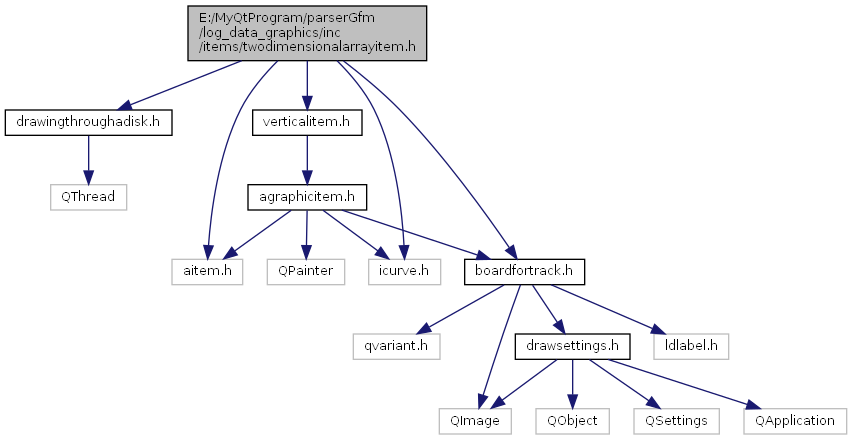 E:/MyQtProgram/parserGfm
/log_data_graphics/inc
/items/twodimensionalarrayitem.h
drawingthroughadisk.h
verticalitem.h
QThread
agraphicitem.h
aitem.h
QPainter
icurve.h
boardfortrack.h
qvariant.h
drawsettings.h
ldlabel.h
QImage
QObject
QSettings
QApplication